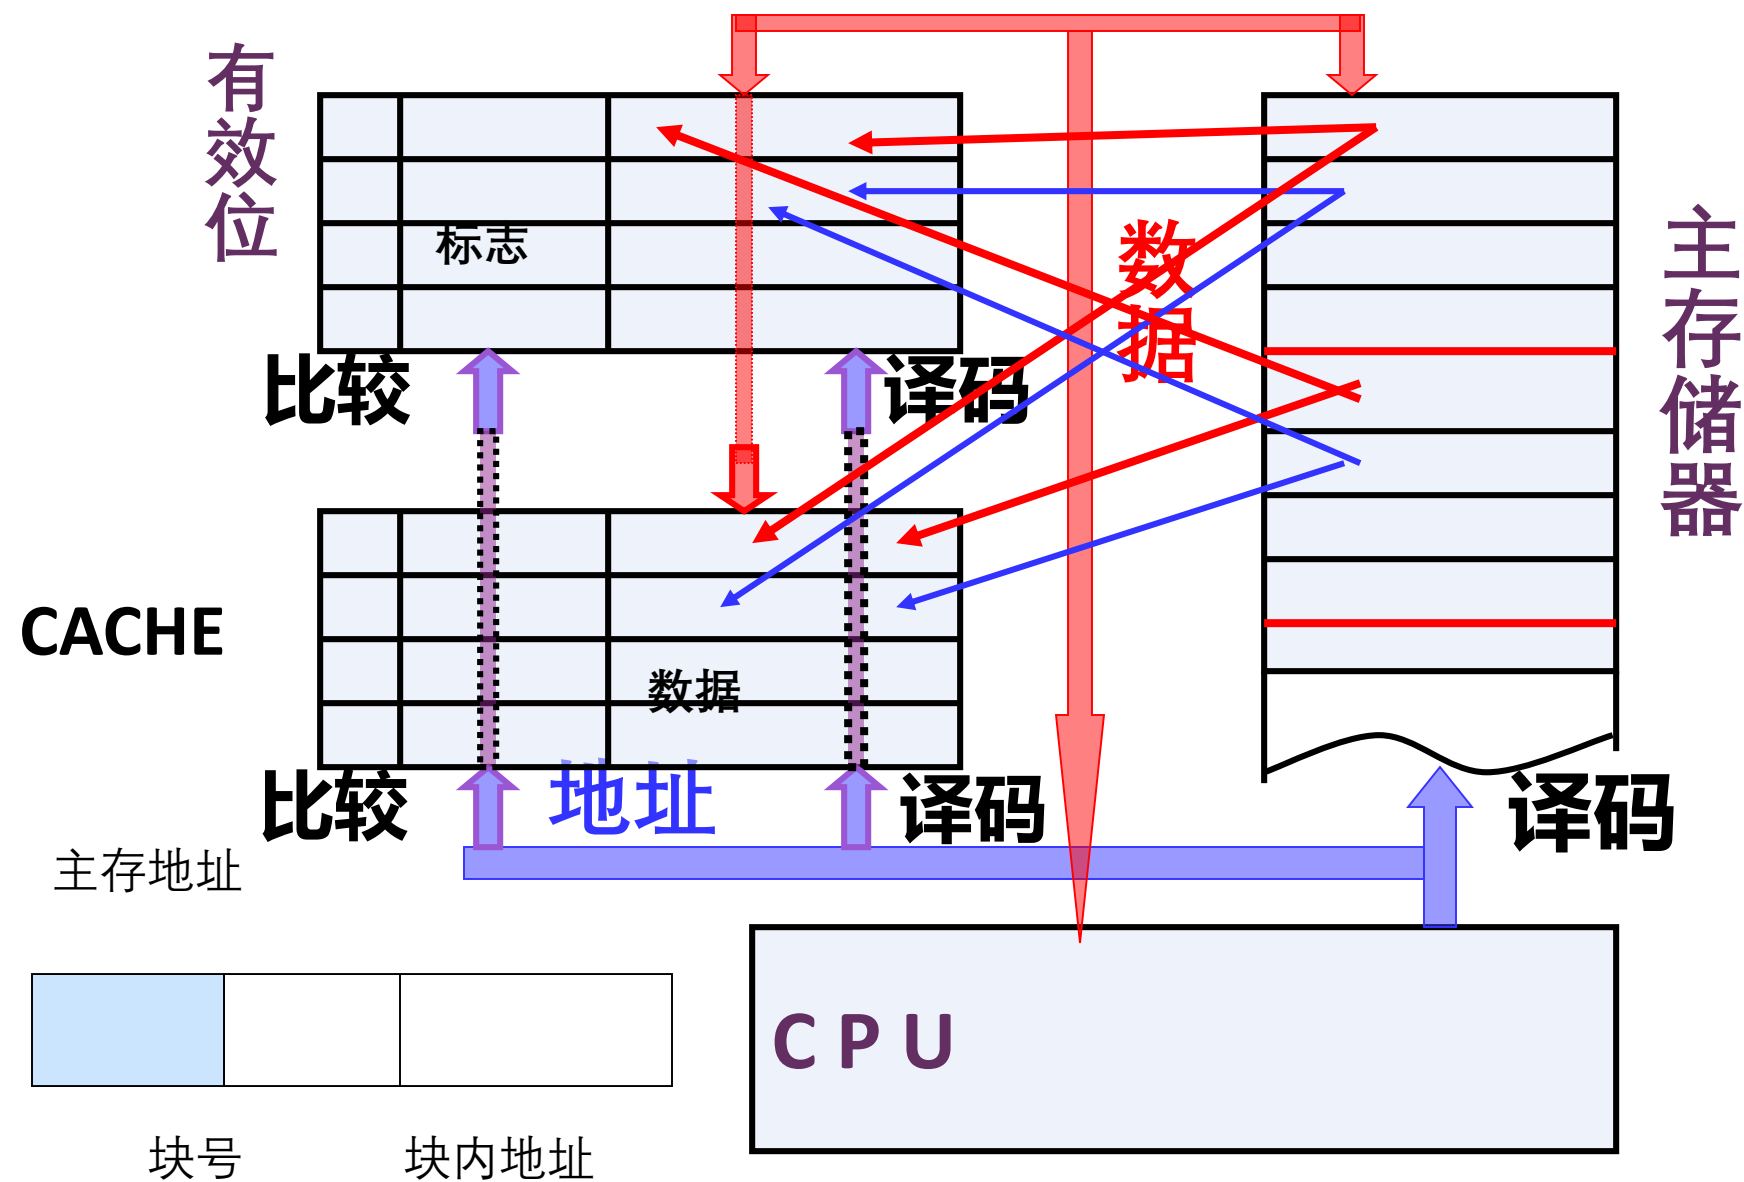 有效位
标志
数据
主存储器
比较
译码
CACHE
数据
比较
地址
译码
译码
主存地址
CPU
块号
块内地址